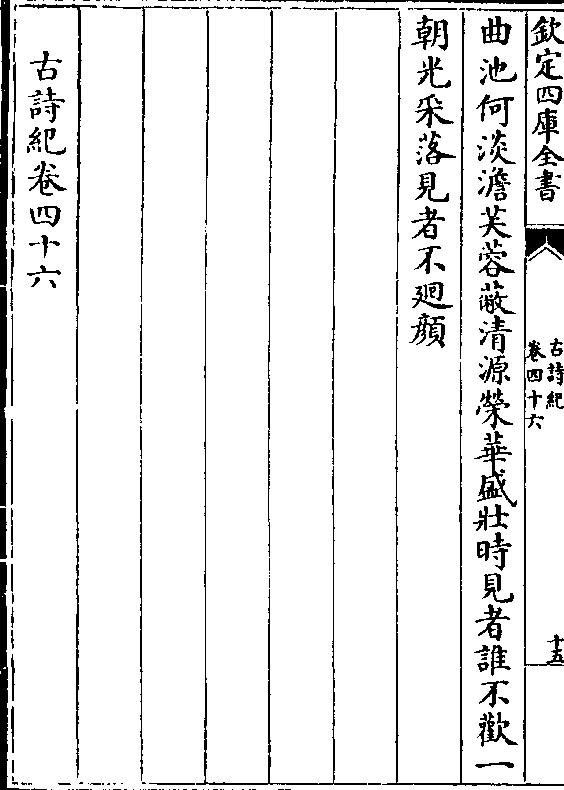 欽定四庫全書
古詩紀
卷四十六
十五
曲池何淡澹芙蓉蔽清源榮華盛壯時見者誰不歡一
朝光采落見者不迴顔
古詩紀卷四十六